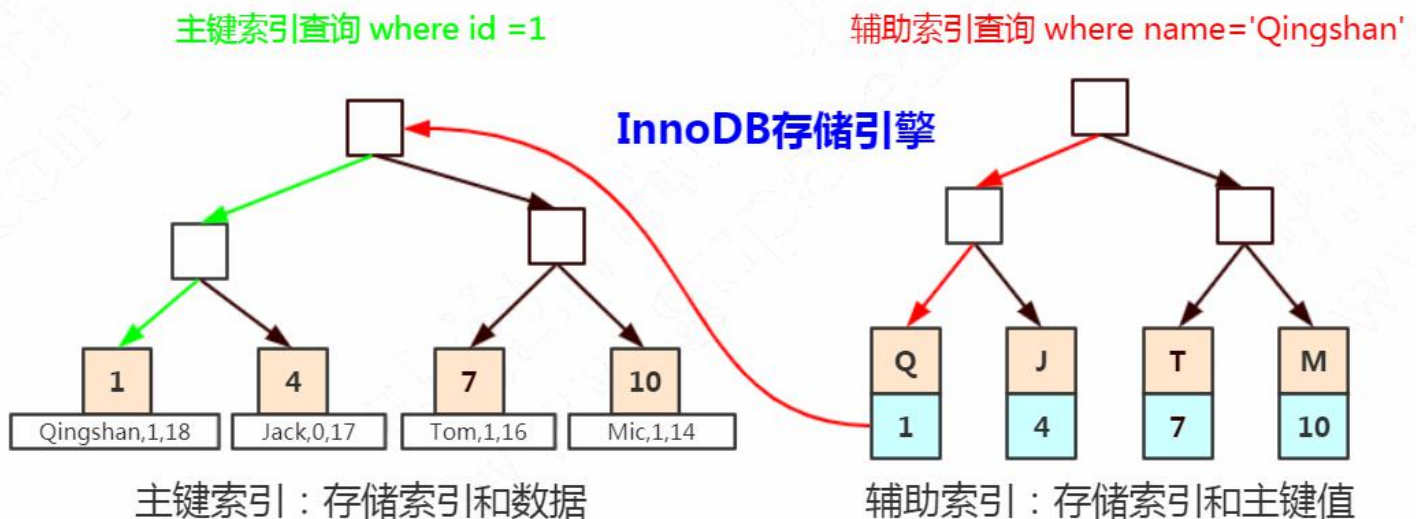 主键索引查询 where id =1
辅助索引查询 where name='Qingshan'
InnoDB存储引擎
1
4
7
10
Qingshan,1,18
Jack,0,17
Tom,1,16
Mic,1,14
Q
J
T
M
1
4
7
10
主键索引：存储索引和数据
辅助索引：存储索引和主键值